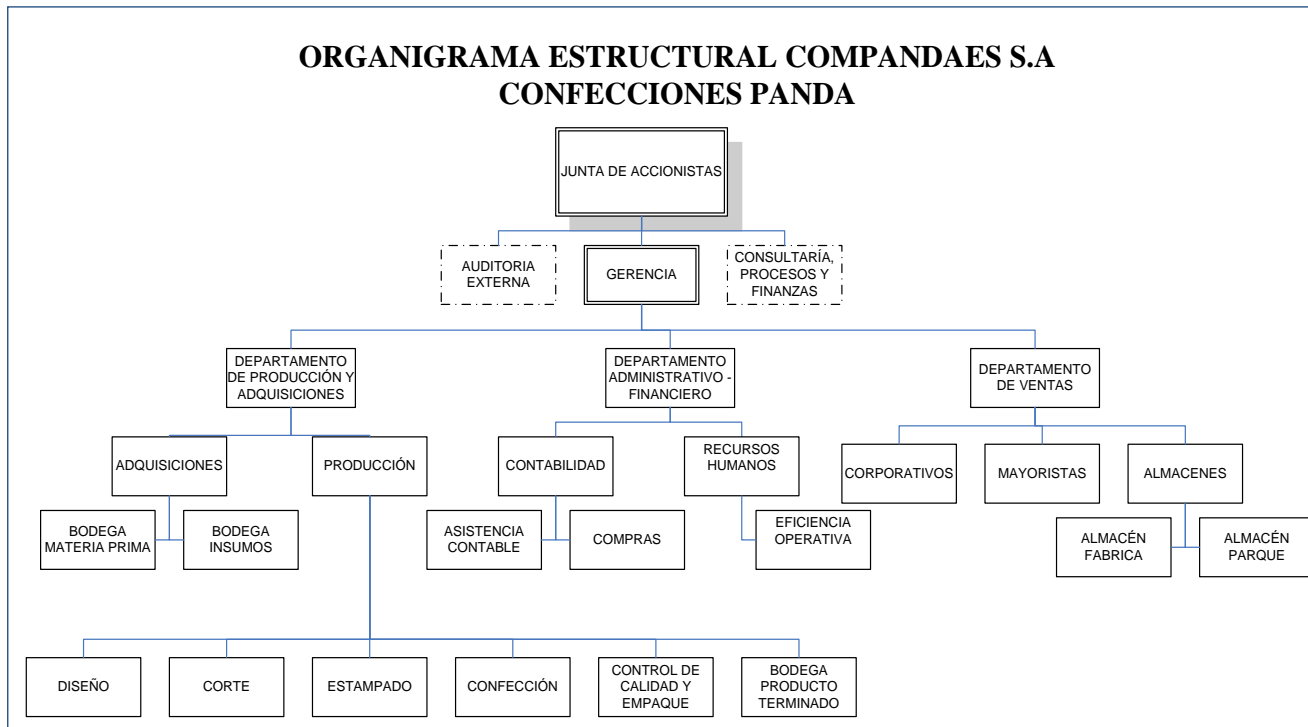 ORGANIGRAMA ESTRUCTURAL COMPANDAES S.A
CONFECCIONES PANDA
JUNTA DE ACCIONISTAS
AUDITORIA
EXTERNA
GERENCIA
CONSULTARÍA,
PROCESOS Y
FINANZAS
DEPARTAMENTO
DE PRODUCCIÓN Y
ADQUISICIONES
DEPARTAMENTO
ADMINISTRATIVO -
FINANCIERO
DEPARTAMENTO
DE VENTAS
ADQUISICIONES
PRODUCCIÓN
CONTABILIDAD
RECURSOS
HUMANOS
CORPORATIVOS
MAYORISTAS
ALMACENES
BODEGA
MATERIA PRIMA
BODEGA
INSUMOS
ASISTENCIA
CONTABLE
COMPRAS
EFICIENCIA
OPERATIVA
ALMACÉN
FABRICA
ALMACÉN
PARQUE
DISEÑO
CORTE
ESTAMPADO
CONFECCIÓN
CONTROL DE
CALIDAD Y
EMPAQUE
BODEGA
PRODUCTO
TERMINADO